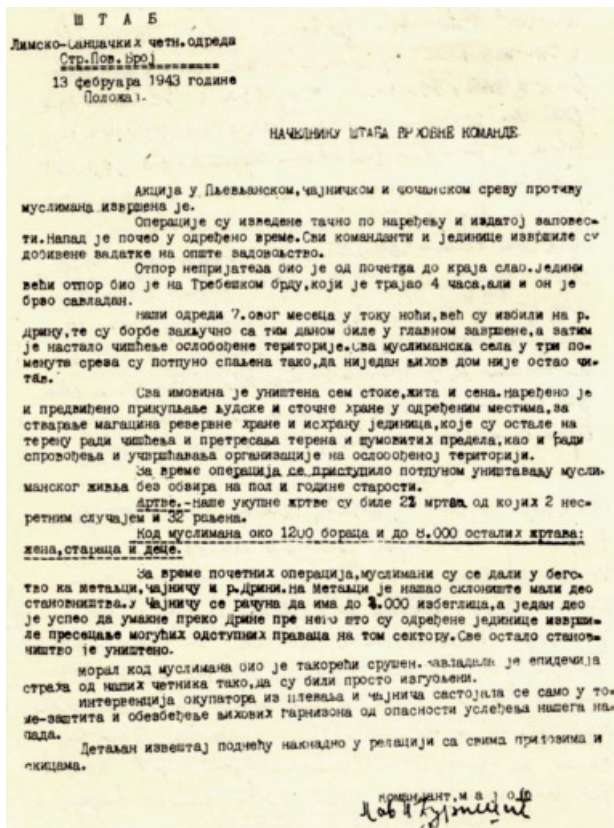 Ш Т А Б
Лимско-Санџачких четн.одреда
Стр.Пов.Број
13 фебруара 1943 године
Положај.
НАЧЕЛНИКУ ШТАБА ВРХОВНЕ КОМАНДЕ
Акција у Пљевљанском,чајничком и фочанском срезу противу
муслимана извршена је.
Операције су изведене тачно по наређењу и издатој заповес-
ти.Напад је почео у одређено време.Сви команданти и јединице извршиле су
добивене задатке на опште задовољство.
Отпор непријатеља био је од почетка до краја слаб.Једини
већи отпор био је на Требешком брду,који је трајао 4 часа,али и он је
брзо савладан.
Наши одреди 7.овог месеца у току ноћи,већ су избили на р.
Дрину,те су борбе закључно са тим даном биле у главном завршене,а затим
је настало чишћење ослобођене територије.Сва муслиманска села у три по-
менута среза су потпуно спаљена тако,да ниједан њихов дом није остао чи-
тав.
Сва имовина је уништена сем стоке,жита и сена.Наређено је
и предвиђено прикупљање људске и сточне хране у одређеним местима,за
стварање магацина резервне хране и исхрану јединица,које су остале на
терену ради чишћења и претресања терена и шумовитих предела,као и ради
спровођења и учвршћавања организације на ослобођеној територији.
За време операција се приступило потпуном уништавању мусли-
манског живља без обзира на пол и године старости.
Жртве.-Наше укупне жртве су биле 22 мртва од којих 2 нес-
ретним случајем и 32 рањена.
Код муслимана око 1200 бораца и до 8.000 осталих жртава:
жена,стараца и деце.
За време почетних операција,муслимани су се дали у бегс-
тво ка Метаљци,Чајничу и р.Дрини.На Метаљци је нашао склониште мали део
становништва.У Чајничу се рачуна да има до .000 избеглица,а један део
је успео да умакне преко Дрине пре него што су одређене јединице изврши-
ле пресецање могућих одступних праваца на том сектору.Све остало станов-
ништво је уништено.
Морал код муслимана био је такорећи срушен.Завладала је епидемија
страха од наших четника тако,да су били просто изгубљени.
Интервенција окупатора из Пљеваља и Чајнича састојала се само у то-
ме-заштита и обезбеђење њихових гарнизона од опасности услеђења нашега на-
пада.
Детаљан извештај поднећу накнадно у релацији са свима прилозима и
скицама.
Командант,м а ј о р